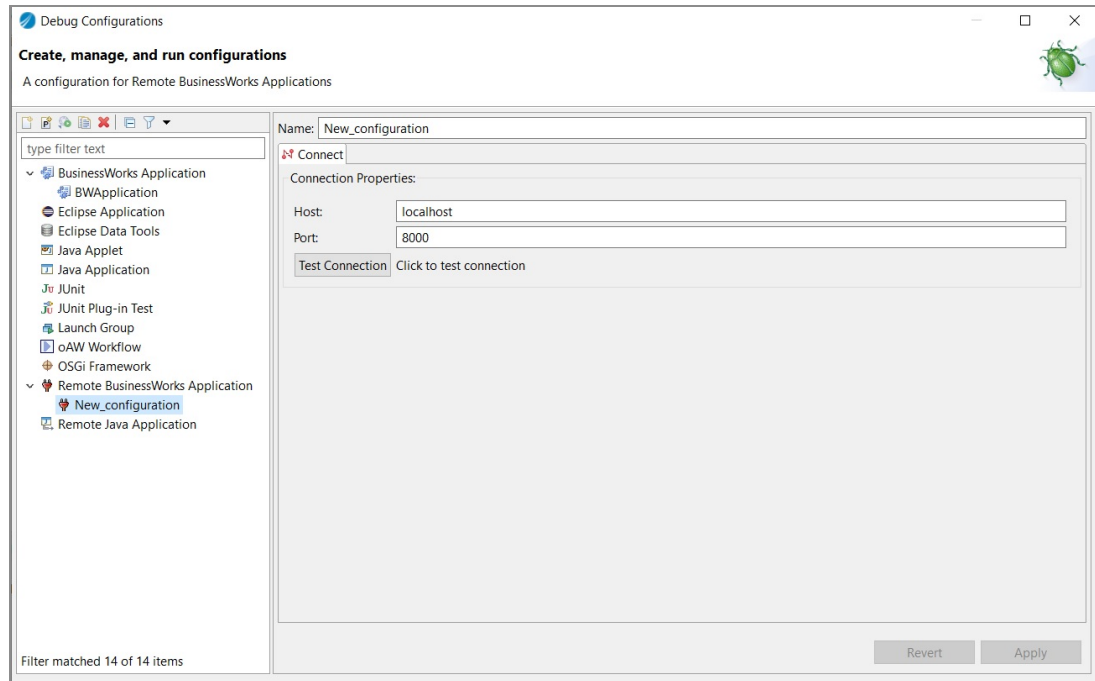 Debug Configurations
Create, manage, and run configurations
A configuration for Remote BusinessWorks Applications
type filter text
BusinessWorks Application
BWApplication
Eclipse Application
Eclipse Data Tools
Java Applet
Java Application
JUnit
JUnit Plug-in Test
Launch Group
oAW Workflow
OSGi Framework
Remote BusinessWorks Application
New_configuration
Remote Java Application
Filter matched 14 of 14 items
Name: New_configuration
Connect
Connection Properties:
Host: localhost
Port: 8000
Test Connection Click to test connection
Revert Apply